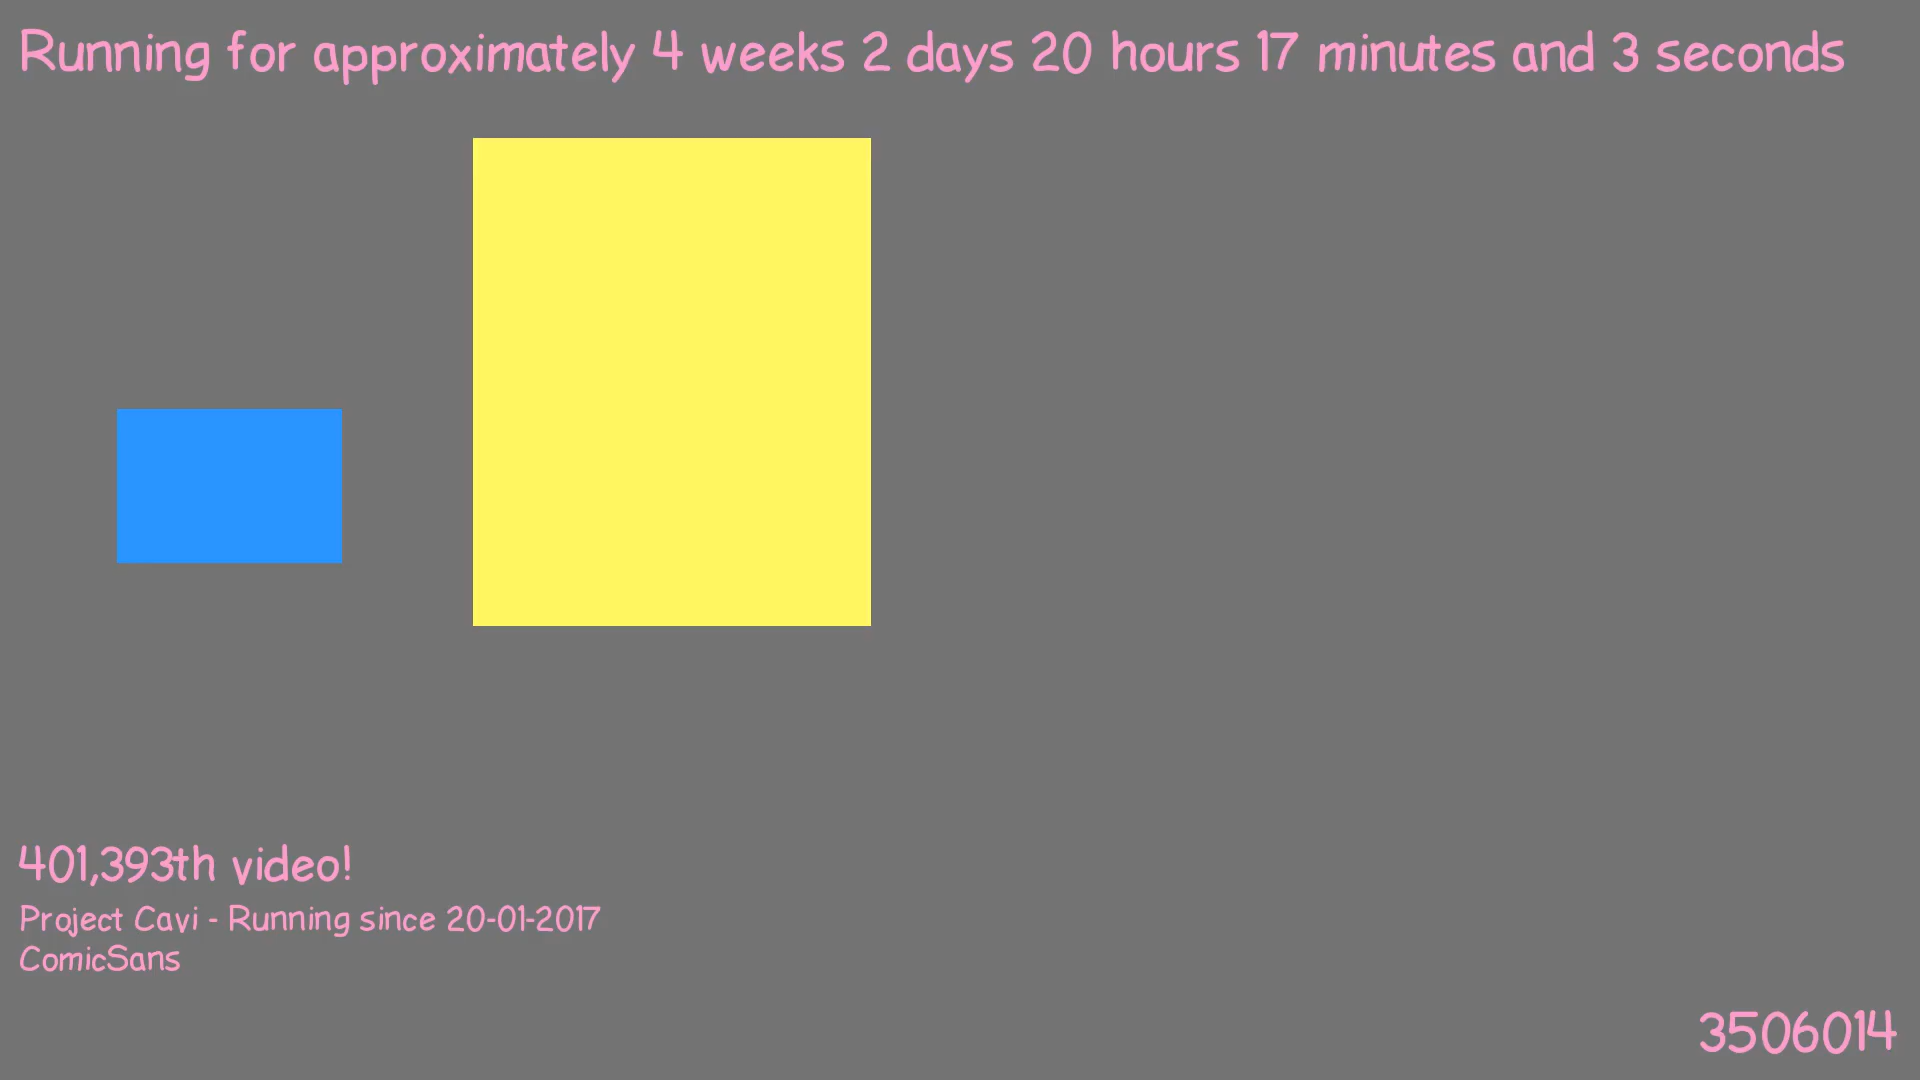 Running for approximately 4 weeks 2 days 20 hours 17 minutes and 3 seconds
401,393th video!
Project Cavi - Running since 20-01-2017
ComicSans
3506014